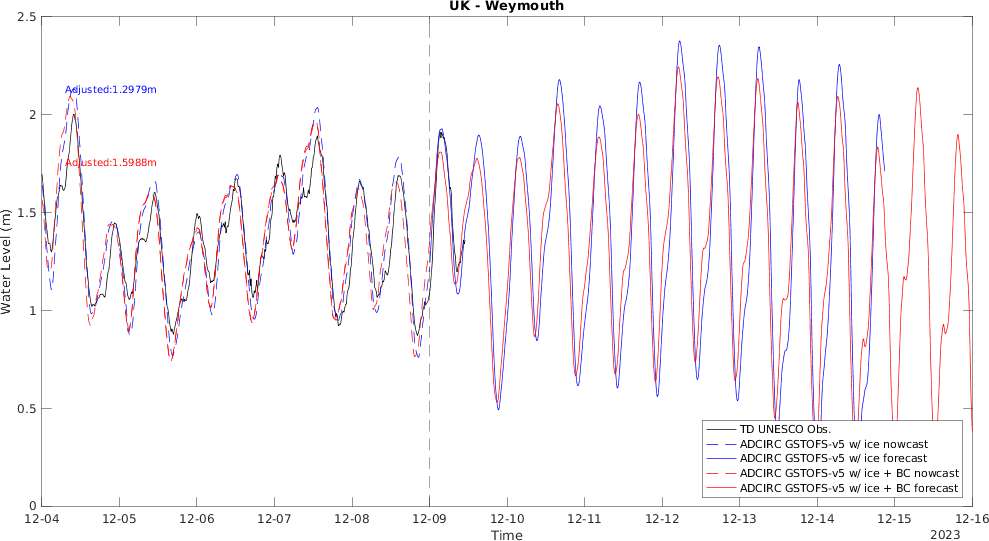 UK - Weymouth
2.5
2
1.5
1
0.5
0
Water Level (m)
Adjusted:1.2979m
Adjusted:1.5988m
TD UNESCO Obs.
ADCIRC GSTOFS-v5 w/ ice nowcast
ADCIRC GSTOFS-v5 w/ ice forecast
ADCIRC GSTOFS-v5 w/ ice + BC nowcast
ADCIRC GSTOFS-v5 w/ ice + BC forecast
12-04 12-05 12-06 12-07 12-08 12-09 12-10 12-11 12-12 12-13 12-14 12-15 12-16
Time
2023